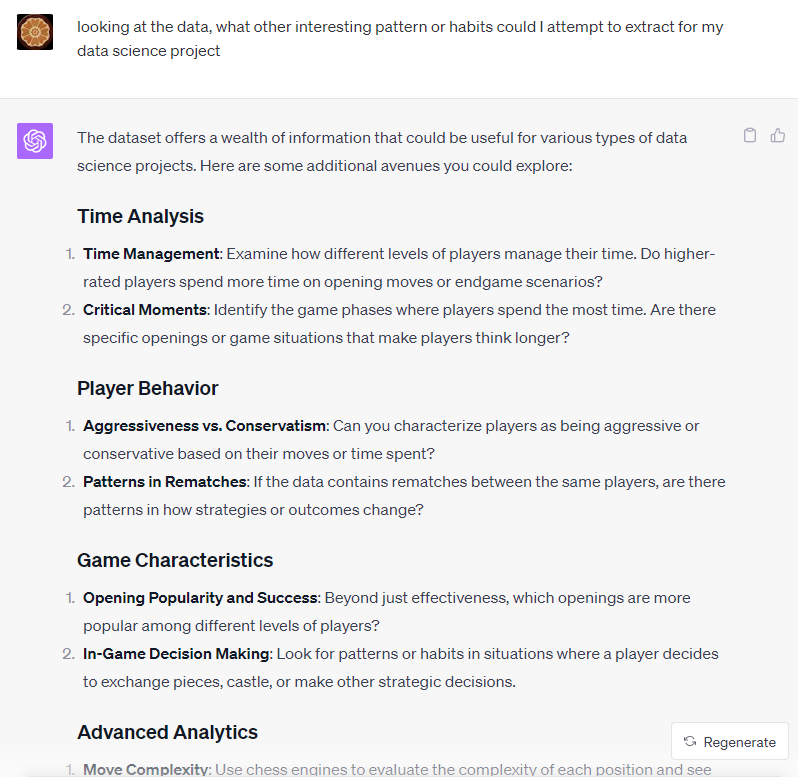 looking at the data, what other interesting pattern or habits could I attempt to extract for my
data science project
The dataset offers a wealth of information that could be useful for various types of data
science projects. Here are some additional avenues you could explore:
Time Analysis
1. Time Management: Examine how different levels of players manage their time. Do higher-
rated players spend more time on opening moves or endgame scenarios?
2. Critical Moments: Identify the game phases where players spend the most time. Are there
specific openings or game situations that make players think longer?
Player Behavior
1. Aggressiveness vs. Conservatism: Can you characterize players as being aggressive or
conservative based on their moves or time spent?
2. Patterns in Rematches: If the data contains rematches between the same players, are there
patterns in how strategies or outcomes change?
Game Characteristics
1. Opening Popularity and Success: Beyond just effectiveness, which openings are more
popular among different levels of players?
2. In-Game Decision Making: Look for patterns or habits in situations where a player decides
to exchange pieces, castle, or make other strategic decisions.
Advanced Analytics
Regenerate
1. Move Complexity: Use chess engines to evaluate the complexity of each position and see